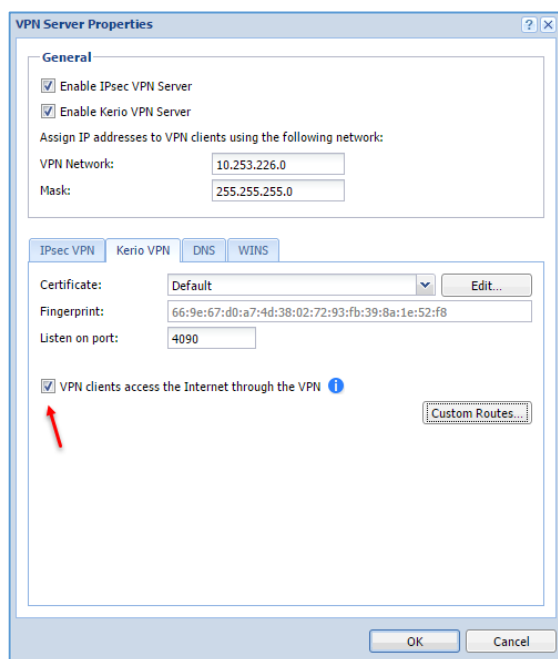 VPN Server Properties
General
Enable IPsec VPN Server
Enable Kerio VPN Server
Assign IP addresses to VPN clients using the following network:
VPN Network: 10.253.226.0
Mask: 255.255.255.0
IPsec VPN Kerio VPN DNS WINS
Certificate: Default Edit...
Fingerprint: 66:9e:67:d0:a7:4d:38:02:72:93:fb:39:8a:1e:52:f8
Listen on port: 4090
VPN clients access the Internet through the VPN
Custom Routes...
OK Cancel